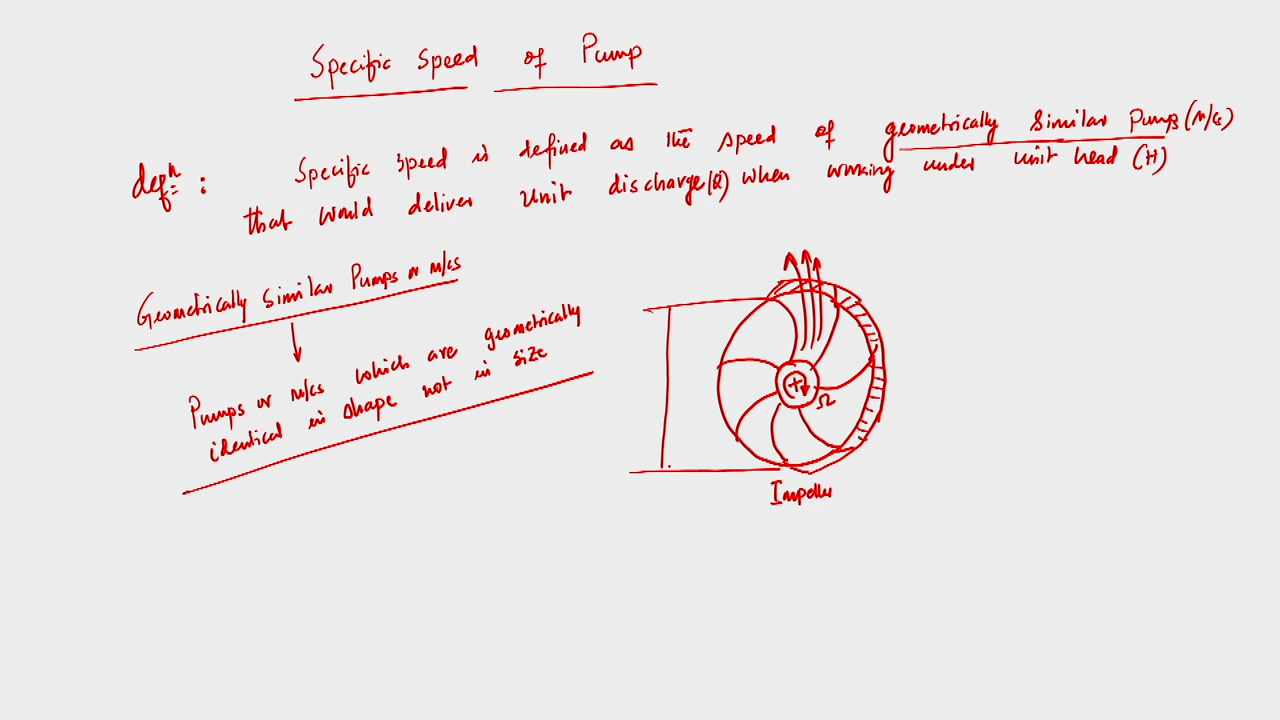 Specific Speed of Pump
defn : Specific Speed is defined as the speed of geometrically Similar Pumps (M/cs)
that would deliver Unit discharge (Q) when working under unit head (H)
Geometrically Similar Pumps or M/cs
Pumps or M/cs which are geometrically
identical in shape not in size
Ω
Impeller